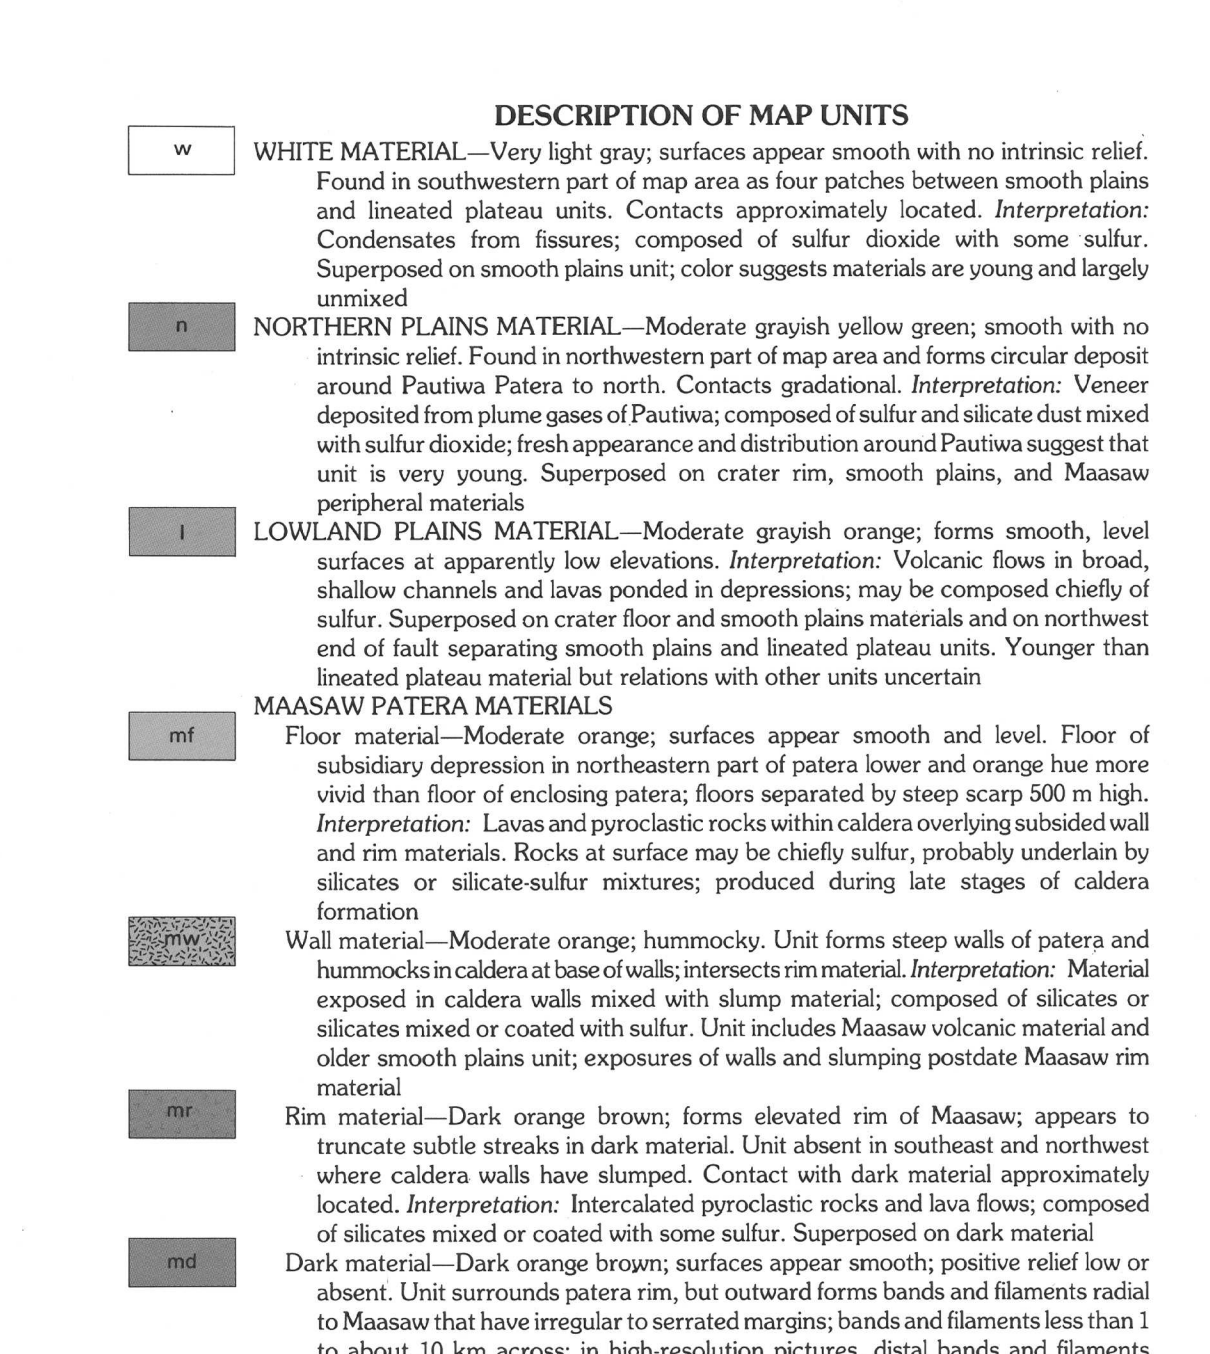 DESCRIPTION OF MAP UNITS
w
WHITE MATERIAL—Very light gray; surfaces appear smooth with no intrinsic relief.
Found in southwestern part of map area as four patches between smooth plains
and lineated plateau units. Contacts approximately located. Interpretation:
Condensates from fissures; composed of sulfur dioxide with some sulfur.
Superposed on smooth plains unit; color suggests materials are young and largely
unmixed
n
NORTHERN PLAINS MATERIAL—Moderate grayish yellow green; smooth with no
intrinsic relief. Found in northwestern part of map area and forms circular deposit
around Pautiwa Patera to north. Contacts gradational. Interpretation: Veneer
deposited from plume gases of Pautiwa; composed of sulfur and silicate dust mixed
with sulfur dioxide; fresh appearance and distribution around Pautiwa suggest that
unit is very young. Superposed on crater rim, smooth plains, and Maasaw
peripheral materials
l
LOWLAND PLAINS MATERIAL—Moderate grayish orange; forms smooth, level
surfaces at apparently low elevations. Interpretation: Volcanic flows in broad,
shallow channels and lavas ponded in depressions; may be composed chiefly of
sulfur. Superposed on crater floor and smooth plains materials and on northwest
end of fault separating smooth plains and lineated plateau units. Younger than
lineated plateau material but relations with other units uncertain
MAASAW PATERA MATERIALS
mf
Floor material—Moderate orange; surfaces appear smooth and level. Floor of
subsidiary depression in northeastern part of patera lower and orange hue more
vivid than floor of enclosing patera; floors separated by steep scarp 500 m high.
Interpretation: Lavas and pyroclastic rocks within caldera overlying subsided wall
and rim materials. Rocks at surface may be chiefly sulfur, probably underlain by
silicates or silicate-sulfur mixtures; produced during late stages of caldera
formation
mw
Wall material—Moderate orange; hummocky. Unit forms steep walls of patera and
hummocks in caldera at base of walls; intersects rim material. Interpretation: Material
exposed in caldera walls mixed with slump material; composed of silicates or
silicates mixed or coated with sulfur. Unit includes Maasaw volcanic material and
older smooth plains unit; exposures of walls and slumping postdate Maasaw rim
material
mr
Rim material—Dark orange brown; forms elevated rim of Maasaw; appears to
truncate subtle streaks in dark material. Unit absent in southeast and northwest
where caldera walls have slumped. Contact with dark material approximately
located. Interpretation: Intercalated pyroclastic rocks and lava flows; composed
of silicates mixed or coated with some sulfur. Superposed on dark material
md
Dark material—Dark orange brown; surfaces appear smooth; positive relief low or
absent. Unit surrounds patera rim, but outward forms bands and filaments radial
to Maasaw that have irregular to serrated margins; bands and filaments less than 1
to about 10 km across; in high-resolution pictures, distal bands and filaments